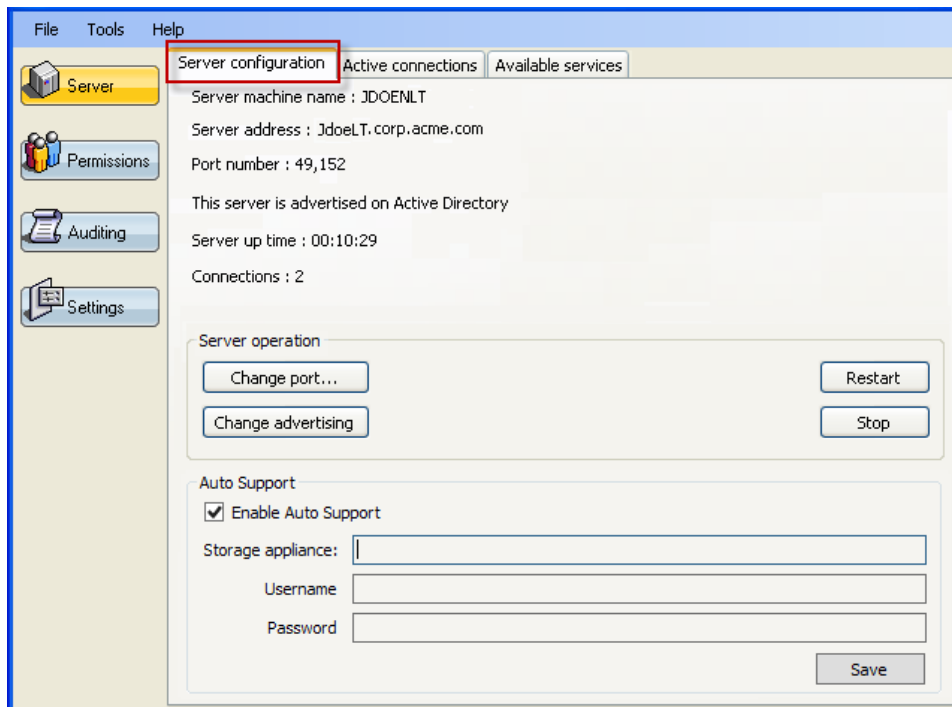 File Tools Help
Server configuration Active connections Available services
Server
Permissions
Auditing
Settings
Server machine name : JDOENLT
Server address : JdoeLT.corp.acme.com
Port number : 49,152
This server is advertised on Active Directory
Server up time : 00:10:29
Connections : 2
Server operation
Change port... Restart
Change advertising Stop
Auto Support
Enable Auto Support
Storage appliance:
Username
Password
Save